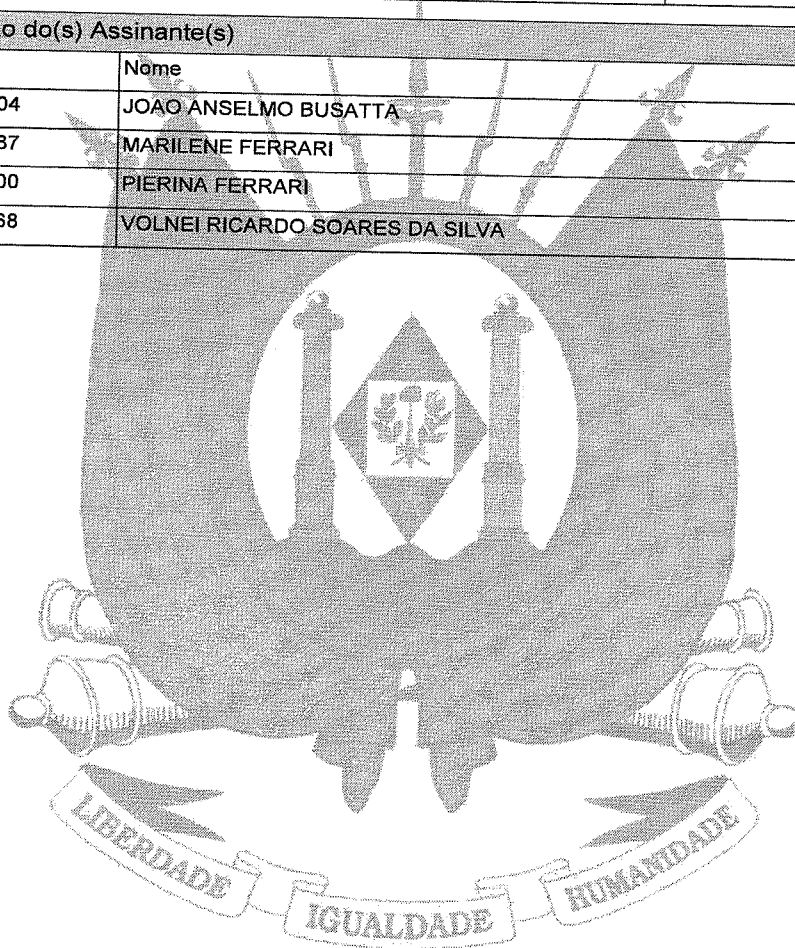 o do(s) Assinante(s)
Nome
04 JOAO ANSELMO BUSATTA
37 MARILENE FERRARI
00 PIERINA FERRARI
68 VOLNEI RICARDO SOARES DA SILVA
LIBERDADE IGUALDADE HUMANIDADE